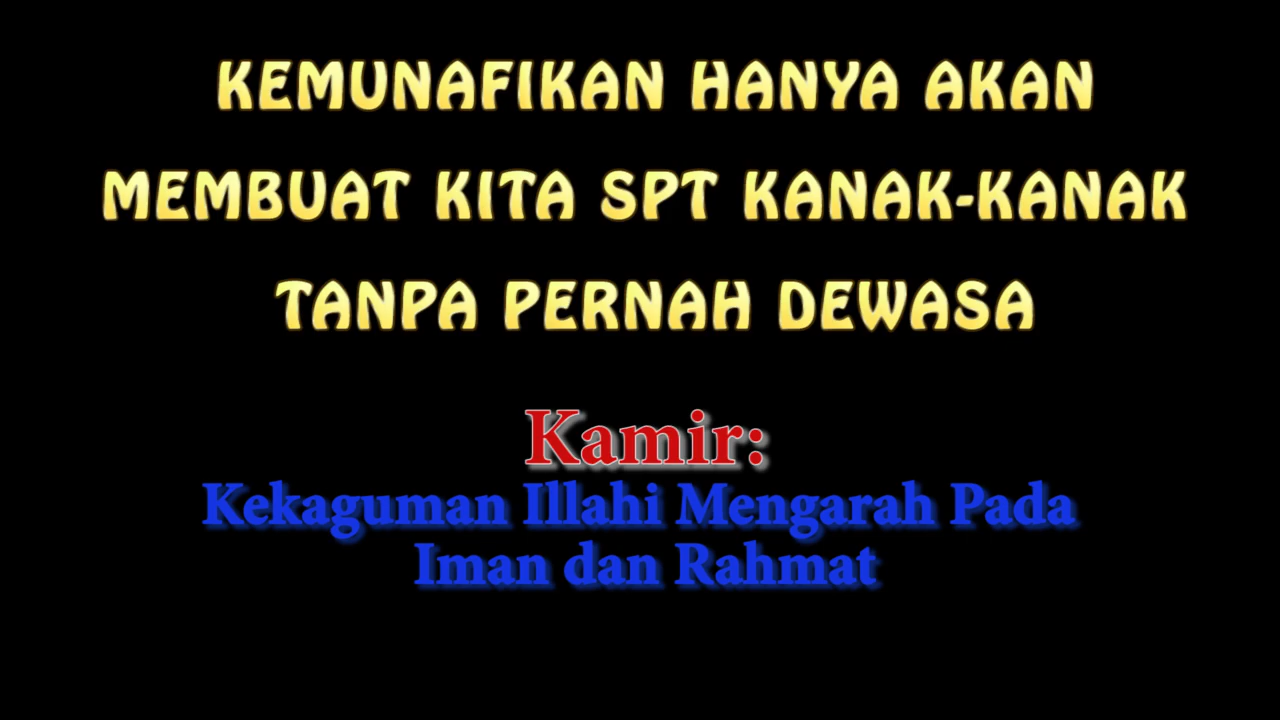 KEMUNAFIKAN HANYA AKAN
MEMBUAT KITA SPT KANAK-KANAK
TANPA PERNAH DEWASA
Kamir:
Kekaguman Illahi Mengarah Pada
Iman dan Rahmat